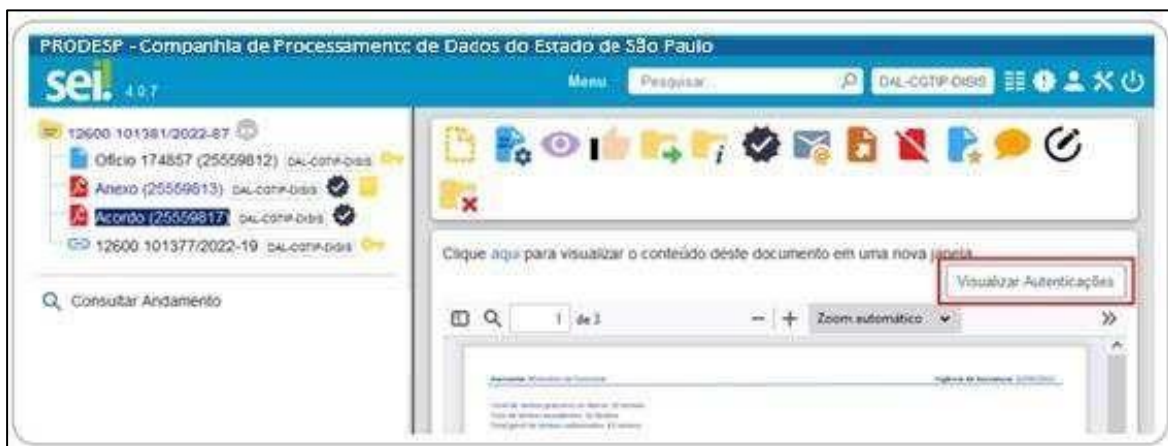 PRODESP - Companhia de Processamento de Dados do Estado de São Paulo
sei! 4.0.7
Menu
Pesquisar...
DAL-CGTIP-DISIS
12600 101381/2022-87
Ofício 174857 (25559812) DAL-CGTIP-DISIS
Anexo (25559813) DAL-CGTIP-DISIS
Acordo (25559817) DAL-CGTIP-DISIS
12600 101377/2022-19 DAL-CGTIP-DISIS
Consultar Andamento
Clique aqui para visualizar o conteúdo deste documento em uma nova janela.
Visualizar Autenticações
1 de 3
Zoom automático